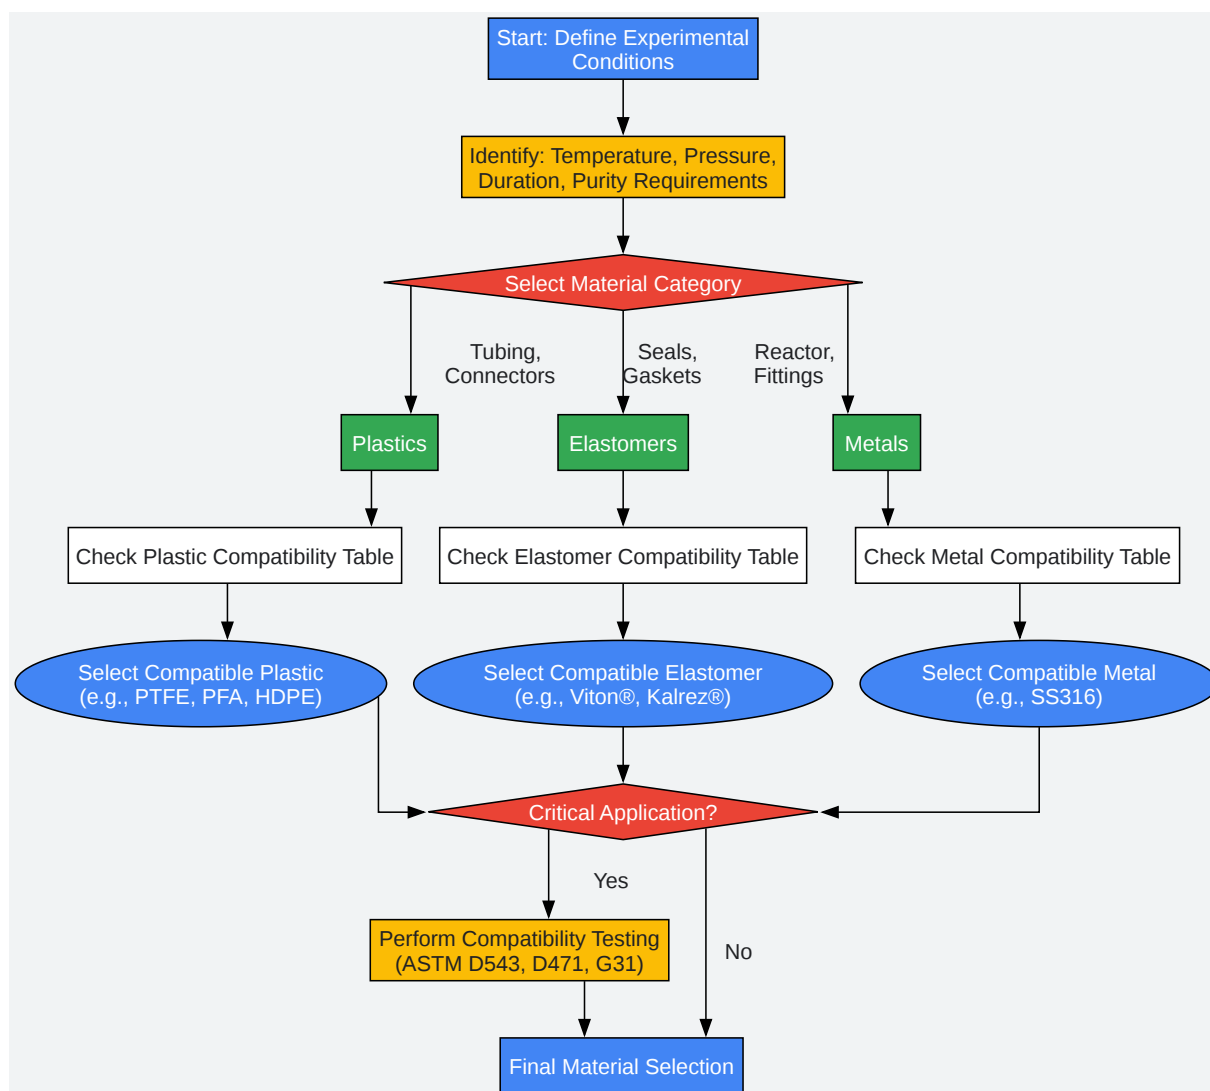 Start: Define Experimental
Conditions
Identify: Temperature, Pressure,
Duration, Purity Requirements
Select Material Category
Tubing,
Connectors
Seals,
Gaskets
Reactor,
Fittings
Plastics
Elastomers
Metals
Check Plastic Compatibility Table
Check Elastomer Compatibility Table
Check Metal Compatibility Table
Select Compatible Plastic
(e.g., PTFE, PFA, HDPE)
Select Compatible Elastomer
(e.g., Viton®, Kalrez®)
Select Compatible Metal
(e.g., SS316)
Critical Application?
Yes
Perform Compatibility Testing
(ASTM D543, D471, G31)
No
Final Material Selection